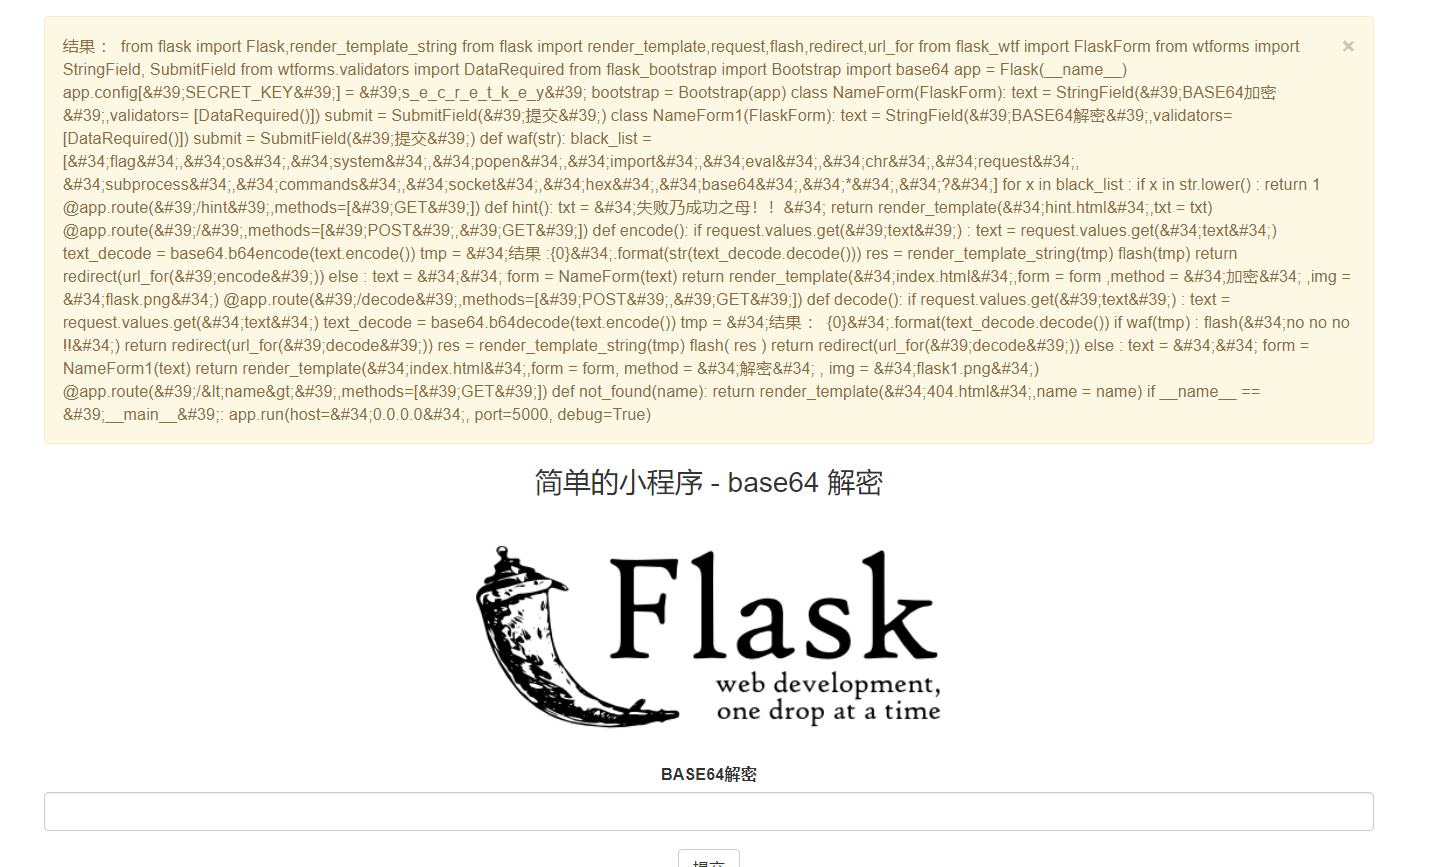 结果 ： from flask import Flask,render_template_string from flask import render_template,request,flash,redirect,url_for from flask_wtf import FlaskForm from wtforms import
×
StringField, SubmitField from wtforms.validators import DataRequired from flask_bootstrap import Bootstrap import base64 app = Flask(__name__)
app.config[&#39;SECRET_KEY&#39;] = &#39;s_e_c_r_e_t_k_e_y&#39; bootstrap = Bootstrap(app) class NameForm(FlaskForm): text = StringField(&#39;BASE64加密
&#39;,validators= [DataRequired()]) submit = SubmitField(&#39;提交&#39;) class NameForm1(FlaskForm): text = StringField(&#39;BASE64解密&#39;,validators=
[DataRequired()]) submit = SubmitField(&#39;提交&#39;) def waf(str): black_list =
[&#34;flag&#34;,&#34;os&#34;,&#34;system&#34;,&#34;popen&#34;,&#34;import&#34;,&#34;eval&#34;,&#34;chr&#34;,&#34;request&#34;,
&#34;subprocess&#34;,&#34;commands&#34;,&#34;socket&#34;,&#34;hex&#34;,&#34;base64&#34;,&#34;*&#34;,&#34;?&#34;] for x in black_list : if x in str.lower() : return 1
@app.route(&#39;/hint&#39;,methods=[&#39;GET&#39;]) def hint(): txt = &#34;失败乃成功之母！！&#34; return render_template(&#34;hint.html&#34;,txt = txt)
@app.route(&#39;/&#39;,methods=[&#39;POST&#39;,&#39;GET&#39;]) def encode(): if request.values.get(&#39;text&#39;) : text = request.values.get(&#34;text&#34;)
text_decode = base64.b64encode(text.encode()) tmp = &#34;结果 :{0}&#34;.format(str(text_decode.decode())) res = render_template_string(tmp) flash(tmp) return
redirect(url_for(&#39;encode&#39;)) else : text = &#34;&#34; form = NameForm(text) return render_template(&#34;index.html&#34;,form = form ,method = &#34;加密&#34; ,img =
&#34;flask.png&#34;) @app.route(&#39;/decode&#39;,methods=[&#39;POST&#39;,&#39;GET&#39;]) def decode(): if request.values.get(&#39;text&#39;) : text =
request.values.get(&#34;text&#34;) text_decode = base64.b64decode(text.encode()) tmp = &#34;结果 ： {0}&#34;.format(text_decode.decode()) if waf(tmp) : flash(&#34;no no no
!!&#34;) return redirect(url_for(&#39;decode&#39;)) res = render_template_string(tmp) flash( res ) return redirect(url_for(&#39;decode&#39;)) else : text = &#34;&#34; form =
NameForm1(text) return render_template(&#34;index.html&#34;,form = form, method = &#34;解密&#34; , img = &#34;flask1.png&#34;)
@app.route(&#39;/&lt;name&gt;&#39;,methods=[&#39;GET&#39;]) def not_found(name): return render_template(&#34;404.html&#34;,name = name) if __name__ ==
&#39;__main__&#39;: app.run(host=&#34;0.0.0.0&#34;, port=5000, debug=True)
简单的小程序 - base64 解密
Flask
web development,
one drop at a time
BASE64解密
提交